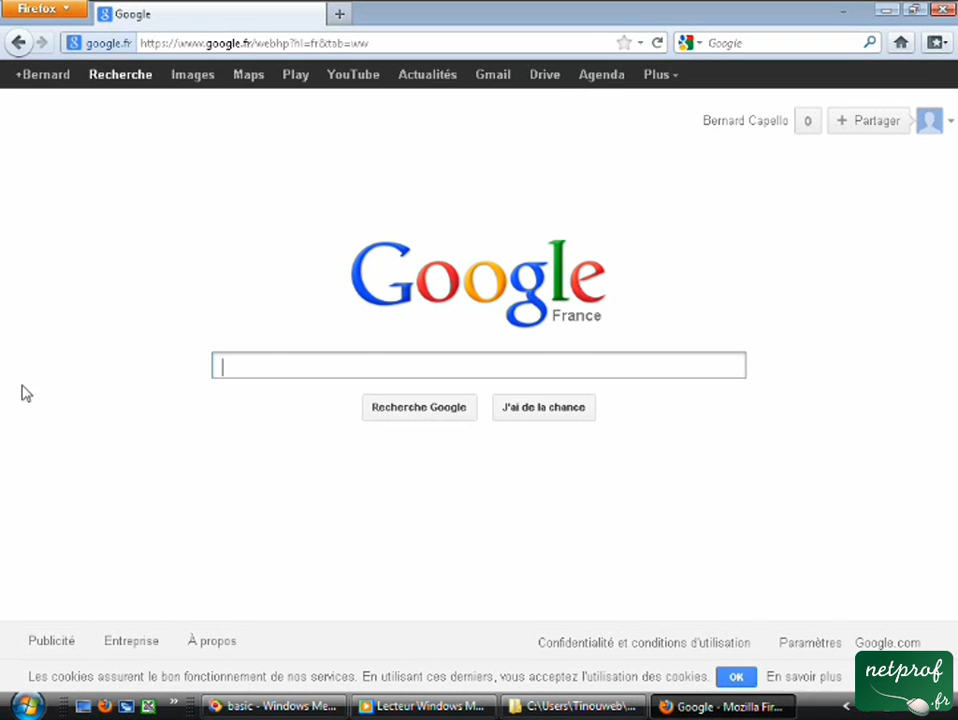 Firefox
Google
google.fr https://www.google.fr/webhp?hl=fr&tab=ww
Google
+Bernard Recherche Images Maps Play YouTube Actualités Gmail Drive Agenda Plus
Bernard Capello 0 + Partager
Google
France
Recherche Google J'ai de la chance
Publicité Entreprise À propos Confidentialité et conditions d'utilisation Paramètres Google.com
Les cookies assurent le bon fonctionnement de nos services. En utilisant ces derniers, vous acceptez l'utilisation des cookies. OK En savoir plus
netprof
.fr
basic - Windows Me... Lecteur Windows M... C:\Users\Tinouweb\... Google - Mozilla Fir...